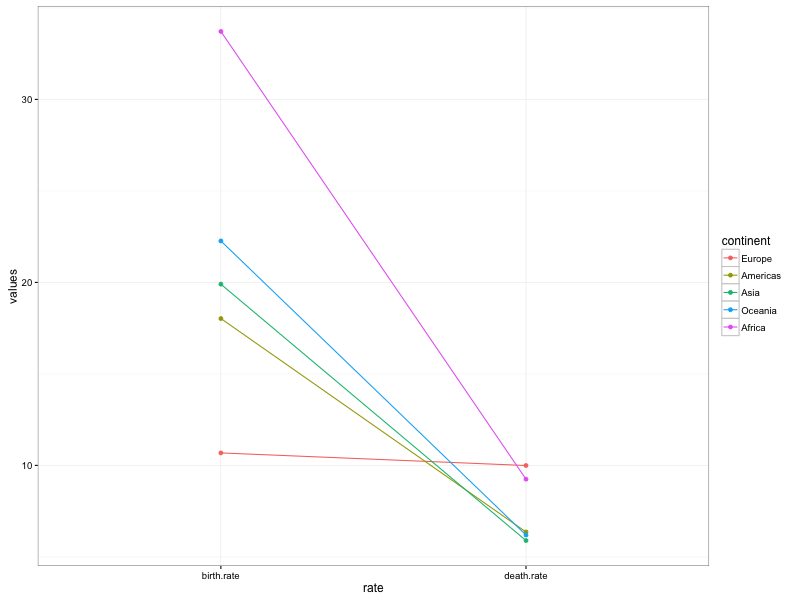 values
30
20
10
birth.rate
death.rate
rate
continent
Europe
Americas
Asia
Oceania
Africa